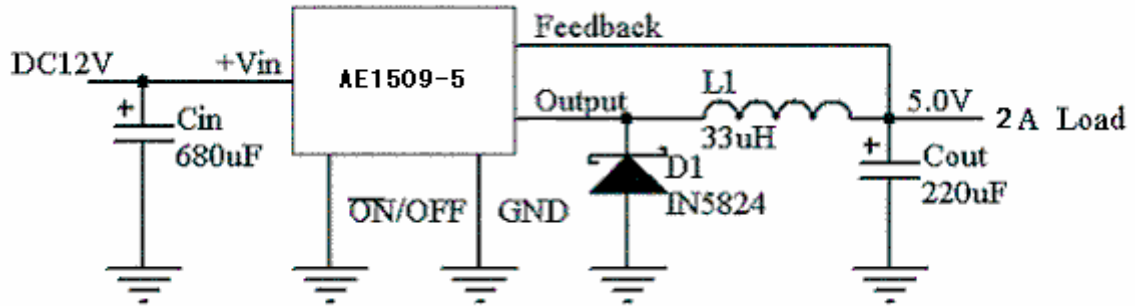 Feedback
DC12V
+Vin
AE1509-5
L1
Output
5.0V
2A Load
+
Cin
680uF
33uH
+
D1
Cout
IN5824
220uF
ON/OFF
GND